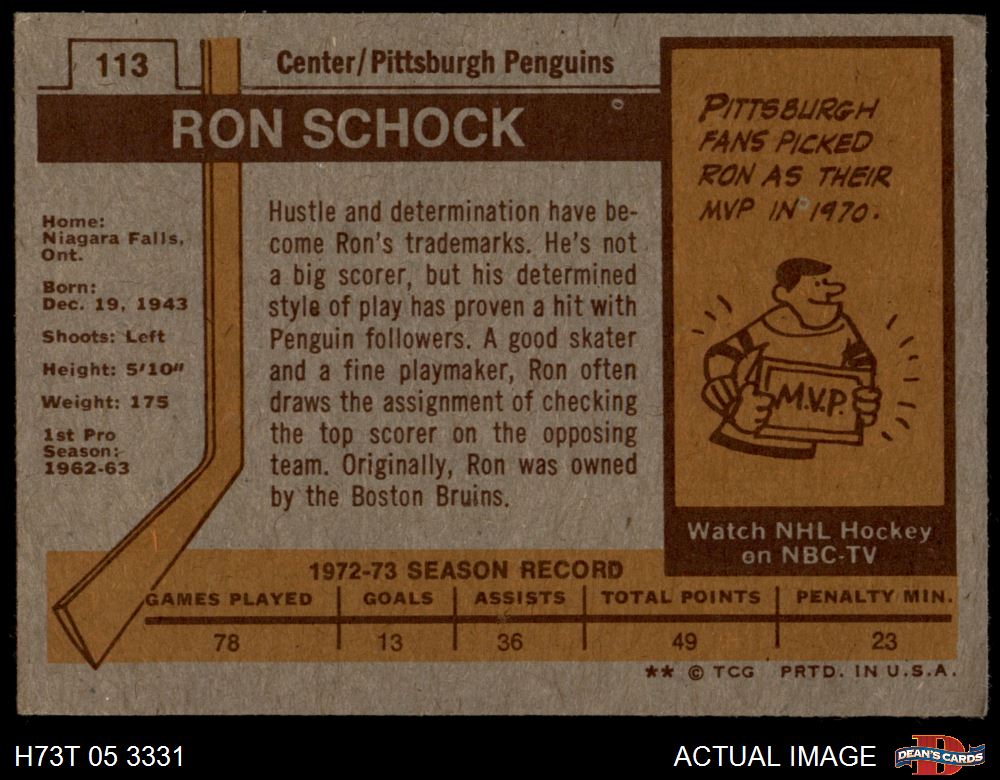 113
Center/Pittsburgh Penguins
RON SCHOCK
Home:
Niagara Falls,
Ont.
Born:
Dec. 19, 1943
Shoots: Left
Height: 5'10"
Weight: 175
1st Pro
Season:
1962-63
Hustle and determination have be-
come Ron's trademarks. He's not
a big scorer, but his determined
style of play has proven a hit with
Penguin followers. A good skater
and a fine playmaker, Ron often
draws the assignment of checking
the top scorer on the opposing
team. Originally, Ron was owned
by the Boston Bruins.
PITTSBURGH
FANS PICKED
RON AS THEIR
MVP IN 1970.
M.V.P.
Watch NHL Hockey
on NBC-TV
1972-73 SEASON RECORD
GAMES PLAYED GOALS ASSISTS TOTAL POINTS PENALTY MIN.
78 13 36 49 23
** © TCG PRTD. IN U.S.A.
H73T 05 3331
ACTUAL IMAGE
DEAN'S CARDS